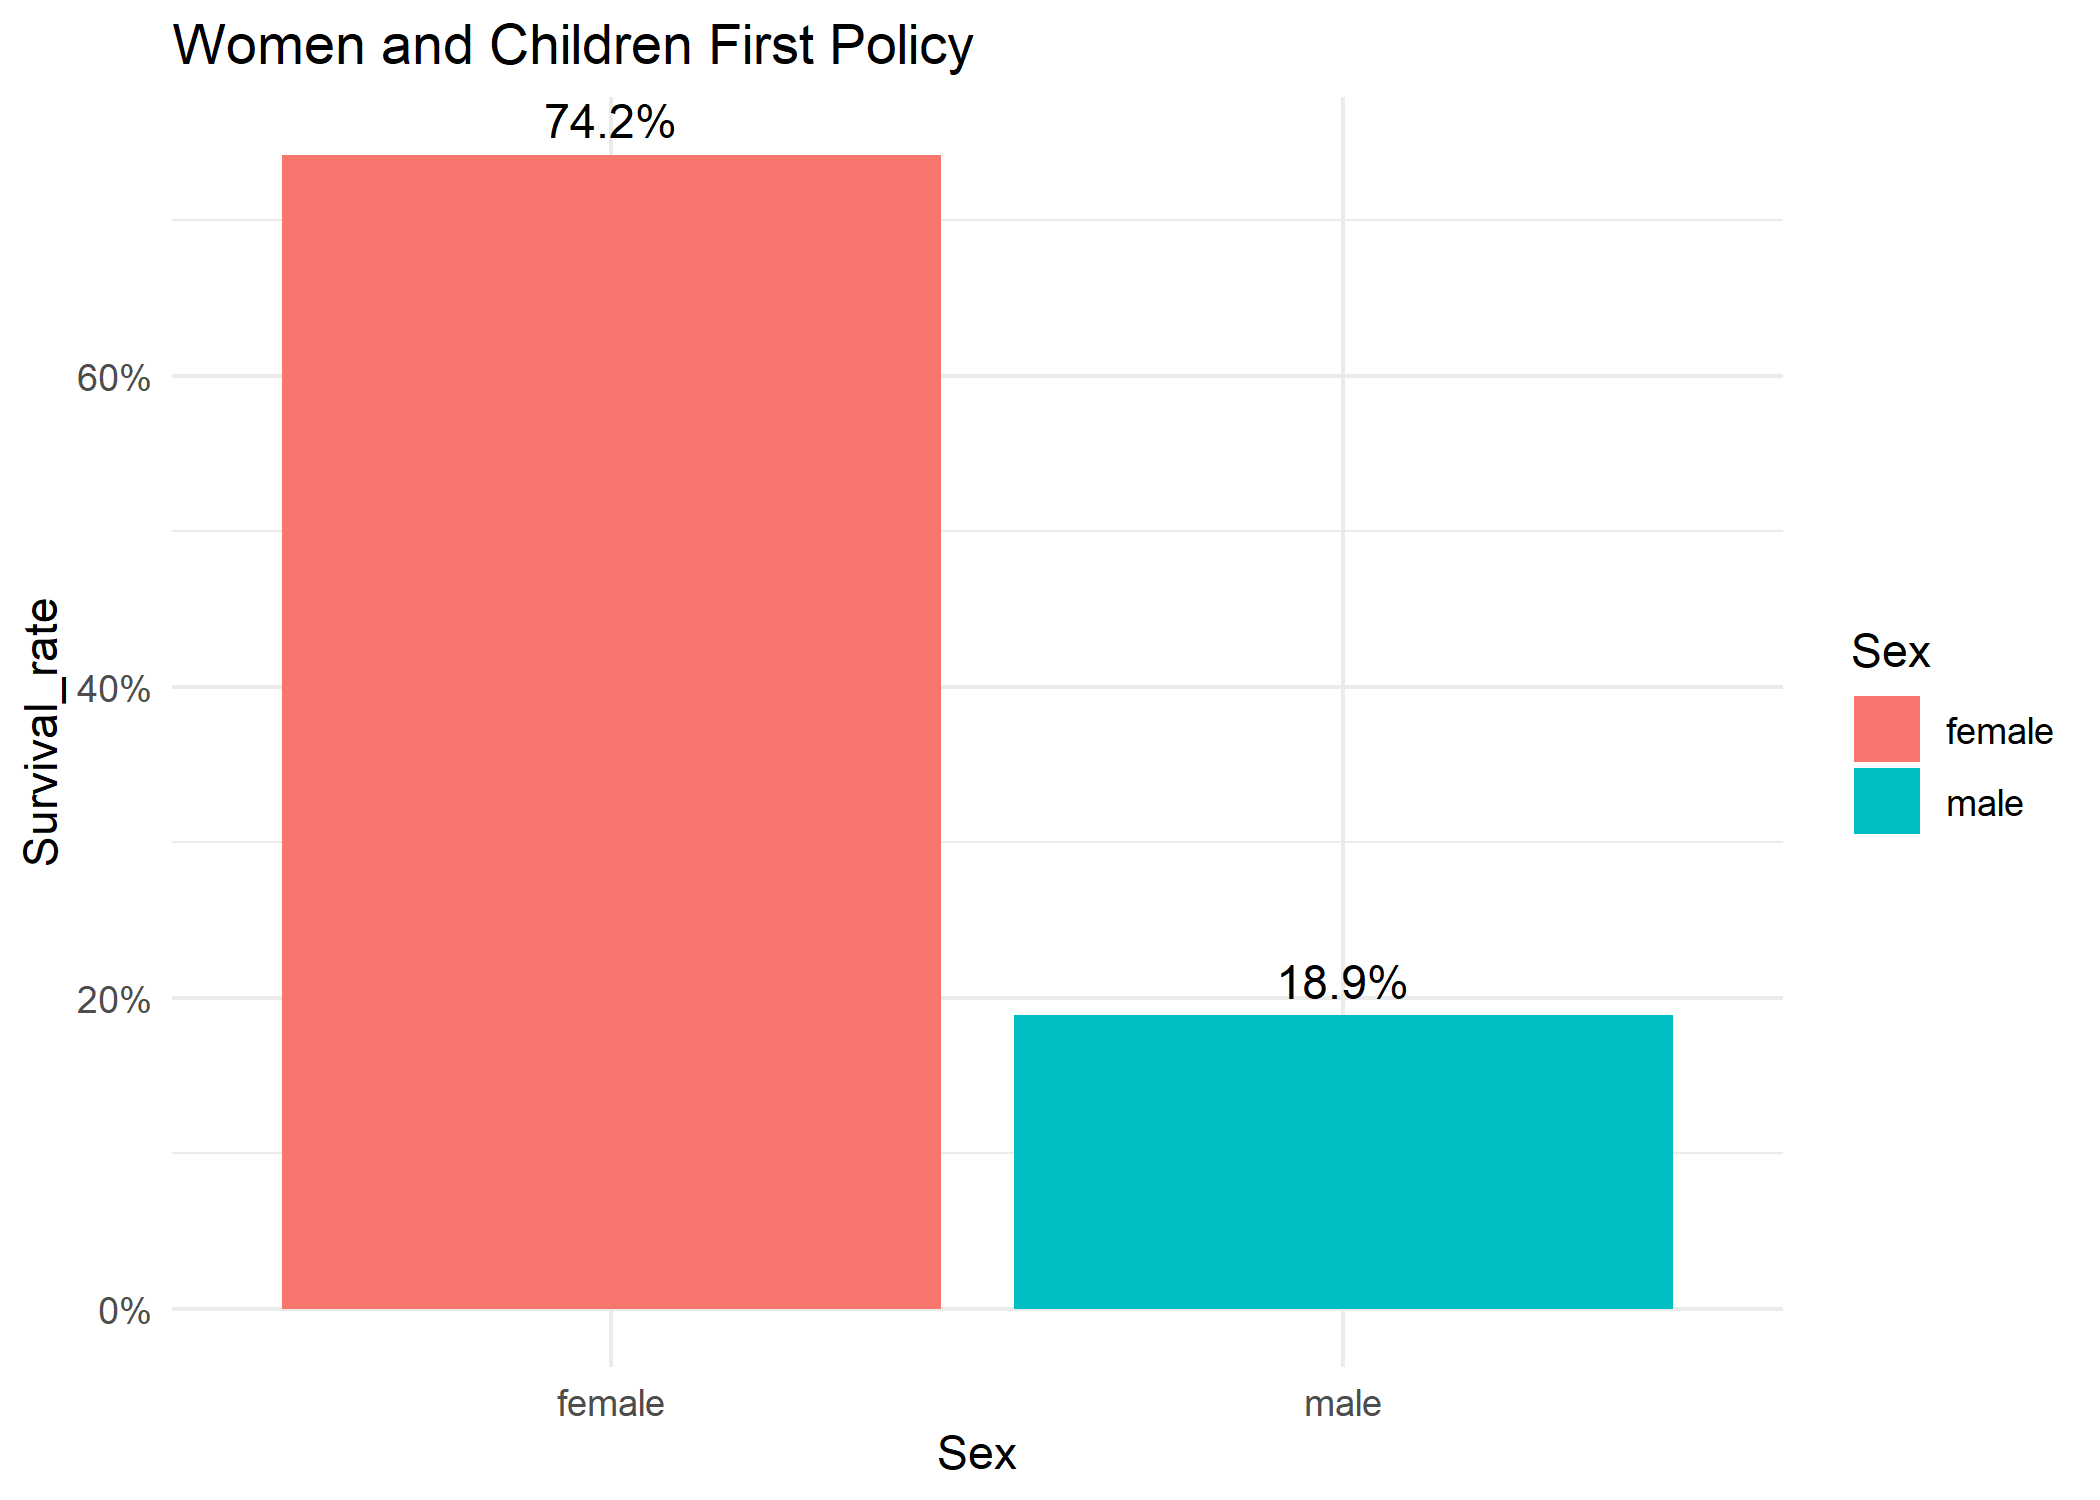 Women and Children First Policy
74.2%
60%
40%
20%
0%
18.9%
Survival_rate
female
male
Sex
Sex
female
male